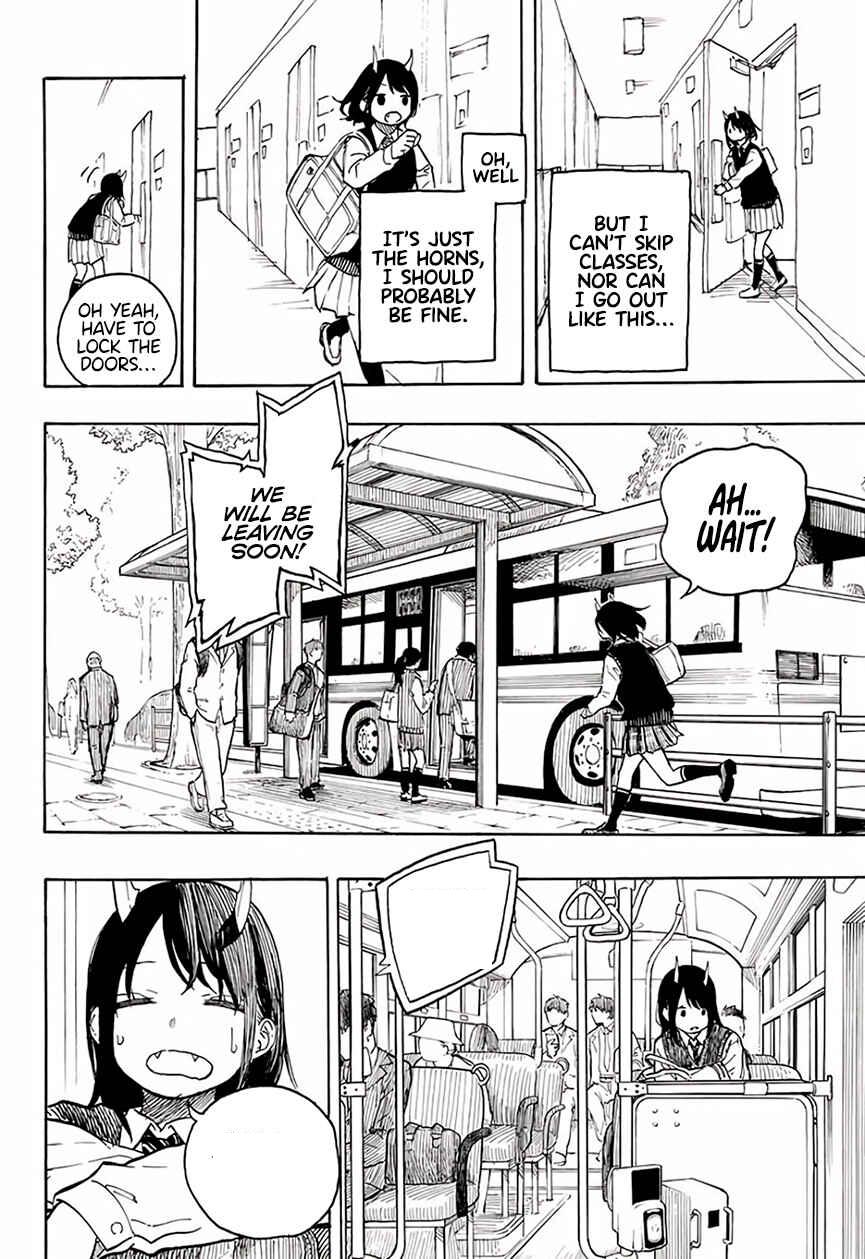 BUT I
CAN'T SKIP
CLASSES,
NOR CAN
I GO OUT
LIKE THIS...
OH,
WELL
IT'S JUST
THE HORNS,
I SHOULD
PROBABLY
BE FINE.
OH YEAH,
HAVE TO
LOCK THE
DOORS...
AH...
WAIT!
WE
WILL BE
LEAVING
SOON!